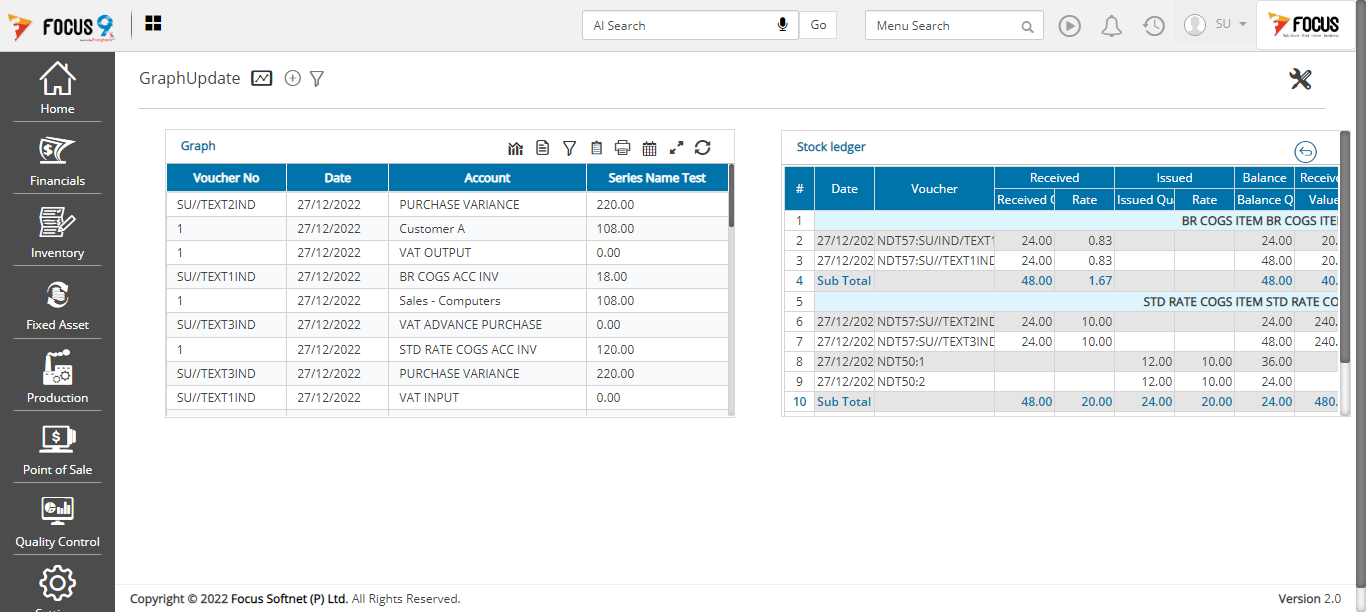 FOCUS 9
AI Search
Go
Menu Search
SU
FOCUS
Home
Financials
Inventory
Fixed Asset
Production
Point of Sale
Quality Control
GraphUpdate
Graph
Voucher No Date Account Series Name Test
SU//TEXT2IND 27/12/2022 PURCHASE VARIANCE 220.00
1 27/12/2022 Customer A 108.00
1 27/12/2022 VAT OUTPUT 0.00
SU//TEXT1IND 27/12/2022 BR COGS ACC INV 18.00
1 27/12/2022 Sales - Computers 108.00
SU//TEXT3IND 27/12/2022 VAT ADVANCE PURCHASE 0.00
1 27/12/2022 STD RATE COGS ACC INV 120.00
SU//TEXT3IND 27/12/2022 PURCHASE VARIANCE 220.00
SU//TEXT1IND 27/12/2022 VAT INPUT 0.00
Stock ledger
# Date Voucher Received Issued Balance Receive
Received Q Rate Issued Qu Rate Balance Q Value
1 BR COGS ITEM BR COGS ITE
2 27/12/202 NDT57:SU/IND/TEXT1 24.00 0.83 24.00 20.
3 27/12/202 NDT57:SU//TEXT1IND 24.00 0.83 48.00 20.
4 Sub Total 48.00 1.67 48.00 40.
5 STD RATE COGS ITEM STD RATE CO
6 27/12/202 NDT57:SU//TEXT2IND 24.00 10.00 24.00 240.
7 27/12/202 NDT57:SU//TEXT3IND 24.00 10.00 48.00 240.
8 27/12/202 NDT50:1 12.00 10.00 36.00
9 27/12/202 NDT50:2 12.00 10.00 24.00
10 Sub Total 48.00 20.00 24.00 20.00 24.00 480.
Copyright © 2022 Focus Softnet (P) Ltd. All Rights Reserved.
Version 2.0